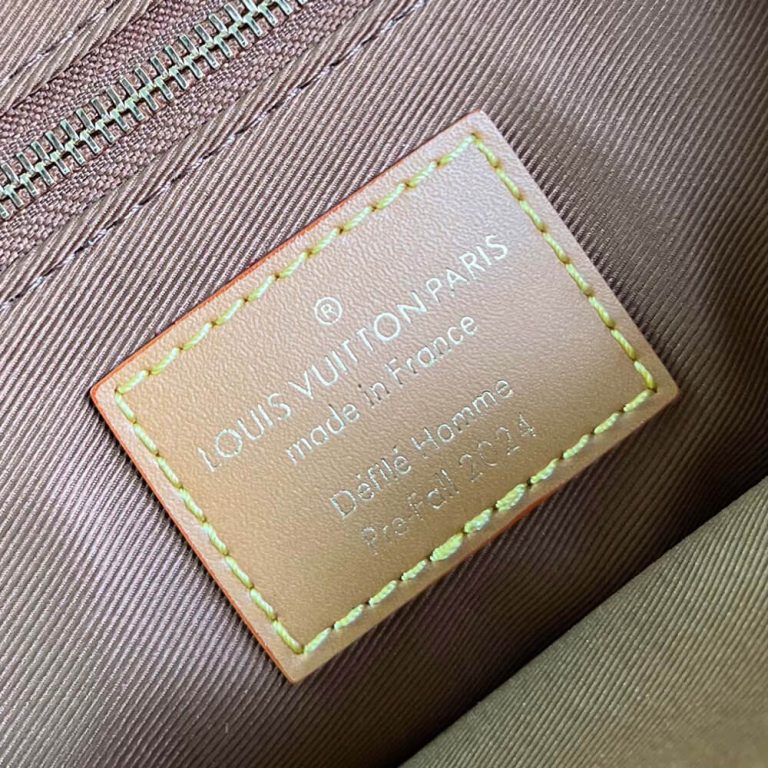 ®
LOUIS VUITTON PARIS
made in France
Défilé Homme
Pre-Fall 2024